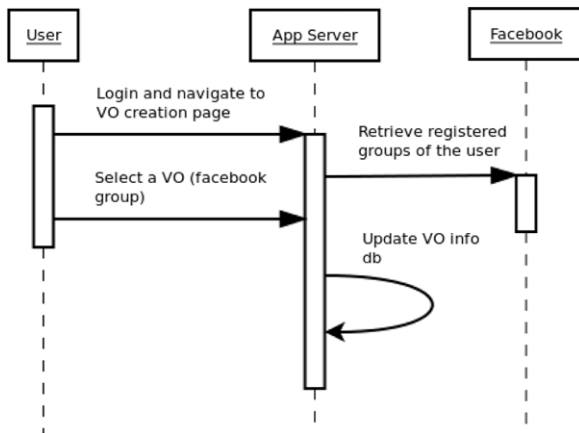 User
App Server
Facebook
Login and navigate to
VO creation page
Retrieve registered
groups of the user
Select a VO (facebook
group)
Update VO info
db